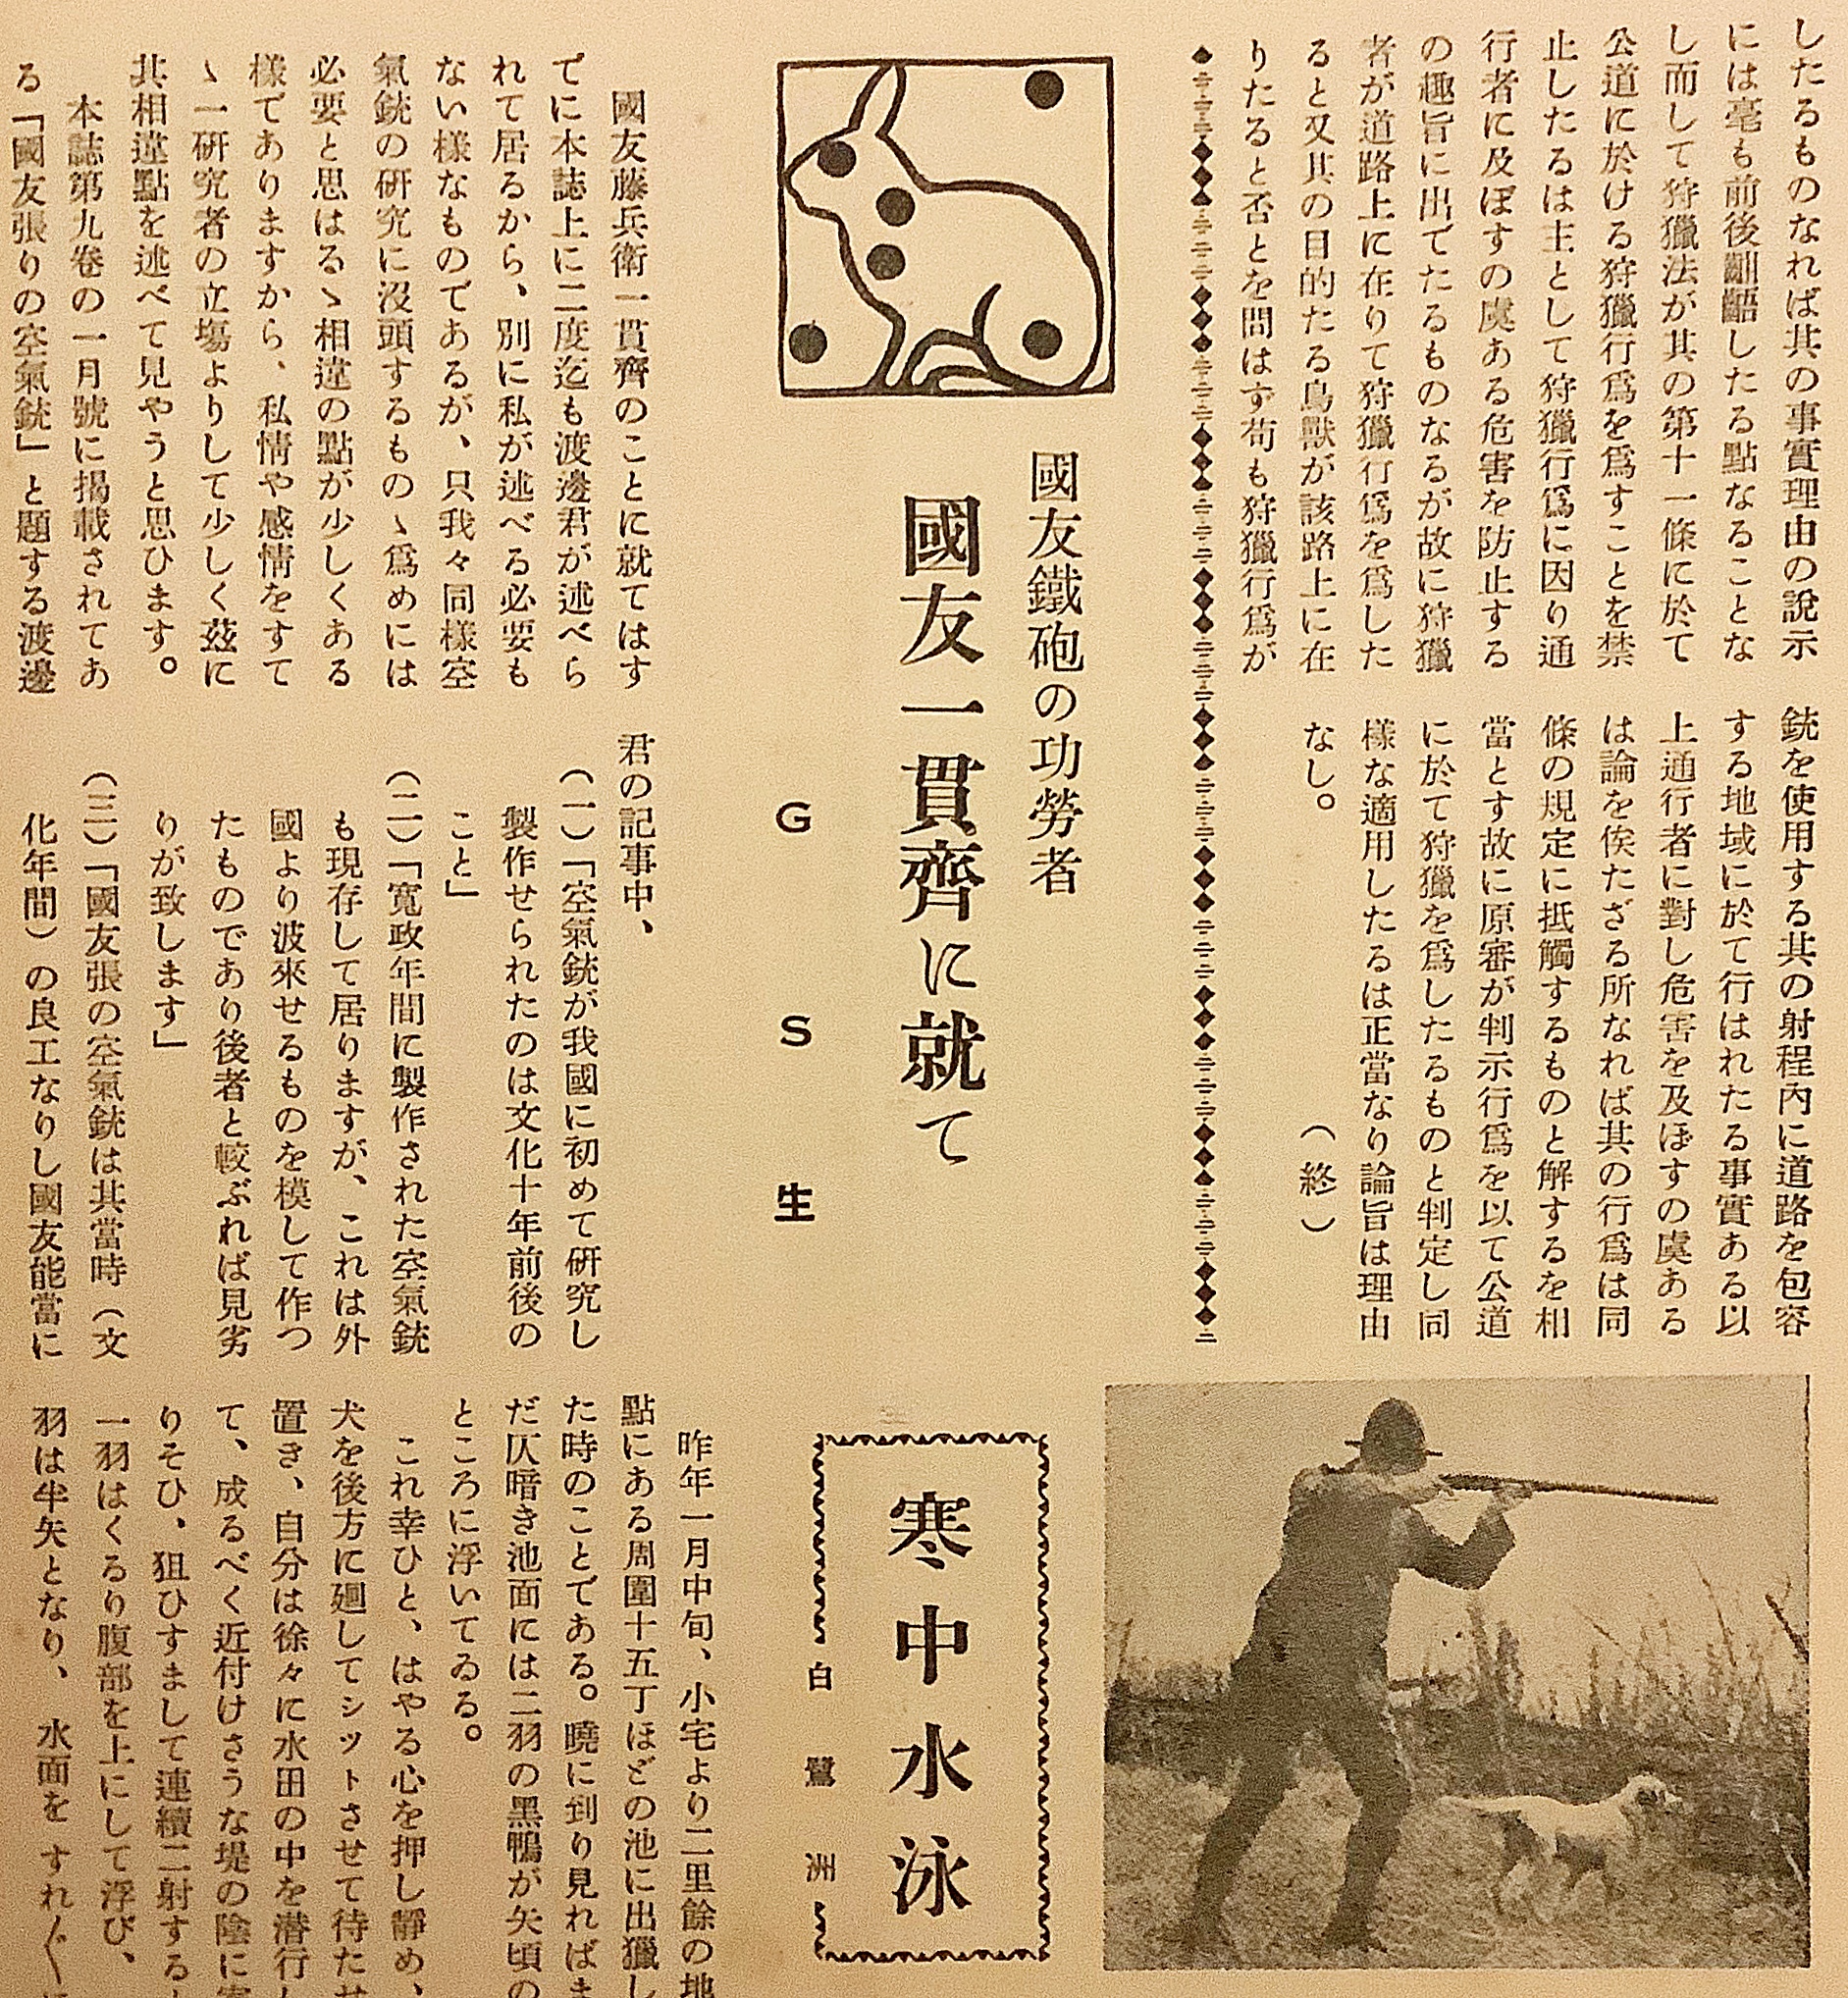 したるものなれば其の事實理由の說示
には毫も前後齟齬したる點なることな
し而して狩獵法が其の第十一條に於て
公道に於ける狩獵行爲を爲すことを禁
止したるは主として狩獵行爲に因り通
行者に及ぼすの虞ある危害を防止する
の趣旨に出でたるものなるが故に狩獵
者が道路上に在りて狩獵行爲を爲した
ると又其の目的たる鳥獸が該路上に在
りたると否とを問はず苟も狩獵行爲が
銃を使用する其の射程內に道路を包容
する地域に於て行はれたる事實ある以
上通行者に對し危害を及ぼすの虞ある
は論を俟たざる所なれば其の行爲は同
條の規定に抵觸するものと解するを相
當とす故に原審が判示行爲を以て公道
に於て狩獵を爲したるものと判定し同
樣な適用したるは正當なり論旨は理由
なし。
（終）
國友鐵砲の功勞者
國友一貫齊に就て
G S 生
國友藤兵衛一貫齊のことに就てはす
でに本誌上に二度迄も渡邊君が述べら
れて居るから、別に私が述べる必要も
ない樣なものであるが、只我々同樣空
氣銃の硏究に沒頭するものゝ爲めには
必要と思はるゝ相違の點が少しくある
樣でありますから、私情や感情をすて
ゝ一硏究者の立場よりして少しく茲に
其相違點を述べて見やうと思ひます。
本誌第九卷の一月號に揭載されてあ
る「國友張りの空氣銃」と題する渡邊
君の記事中、
（一）「空氣銃が我國に初めて硏究し
製作せられたのは文化十年前後の
こと」
（二）「寬政年間に製作された空氣銃
も現存して居りますが、これは外
國より波來せるものを模して作つ
たものであり後者と較ぶれば見劣
りが致します」
（三）「國友張の空氣銃は其當時（文
化年間）の良工なりし國友能當に
寒中水泳
白鷺洲
昨年一月中旬、小宅より二里餘の地
點にある周圍十五丁ほどの池に出獵し
た時のことである。曉に到り見ればま
だ仄暗き池面には二羽の黑鴨が矢頃の
ところに浮いてゐる。
これ幸ひと、はやる心を押し靜め、
犬を後方に廻してシットさせて待たせ
置き、自分は徐々に水田の中を潜行し
て、成るべく近付けさうな堤の陰に
りそひ、狙ひすまして連續二射する
一羽はくるり腹部を上にして浮び、
羽は半矢となり、水面をすれ〲